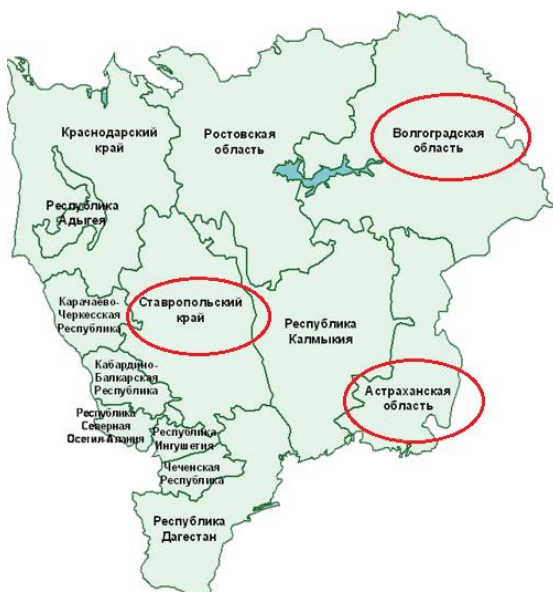 Краснодарский
край
Ростовская
область
Волгоградская
область
Республика
Адыгея
Карачаево-
Черкесская
Республика
Ставропольский
край
Республика
Калмыкия
Кабардино-
Балкарская
Республика
Астраханская
область
Республика
Северная
Осетия-Алания
Республика
Ингушетия
Чеченская
Республика
Республика
Дагестан